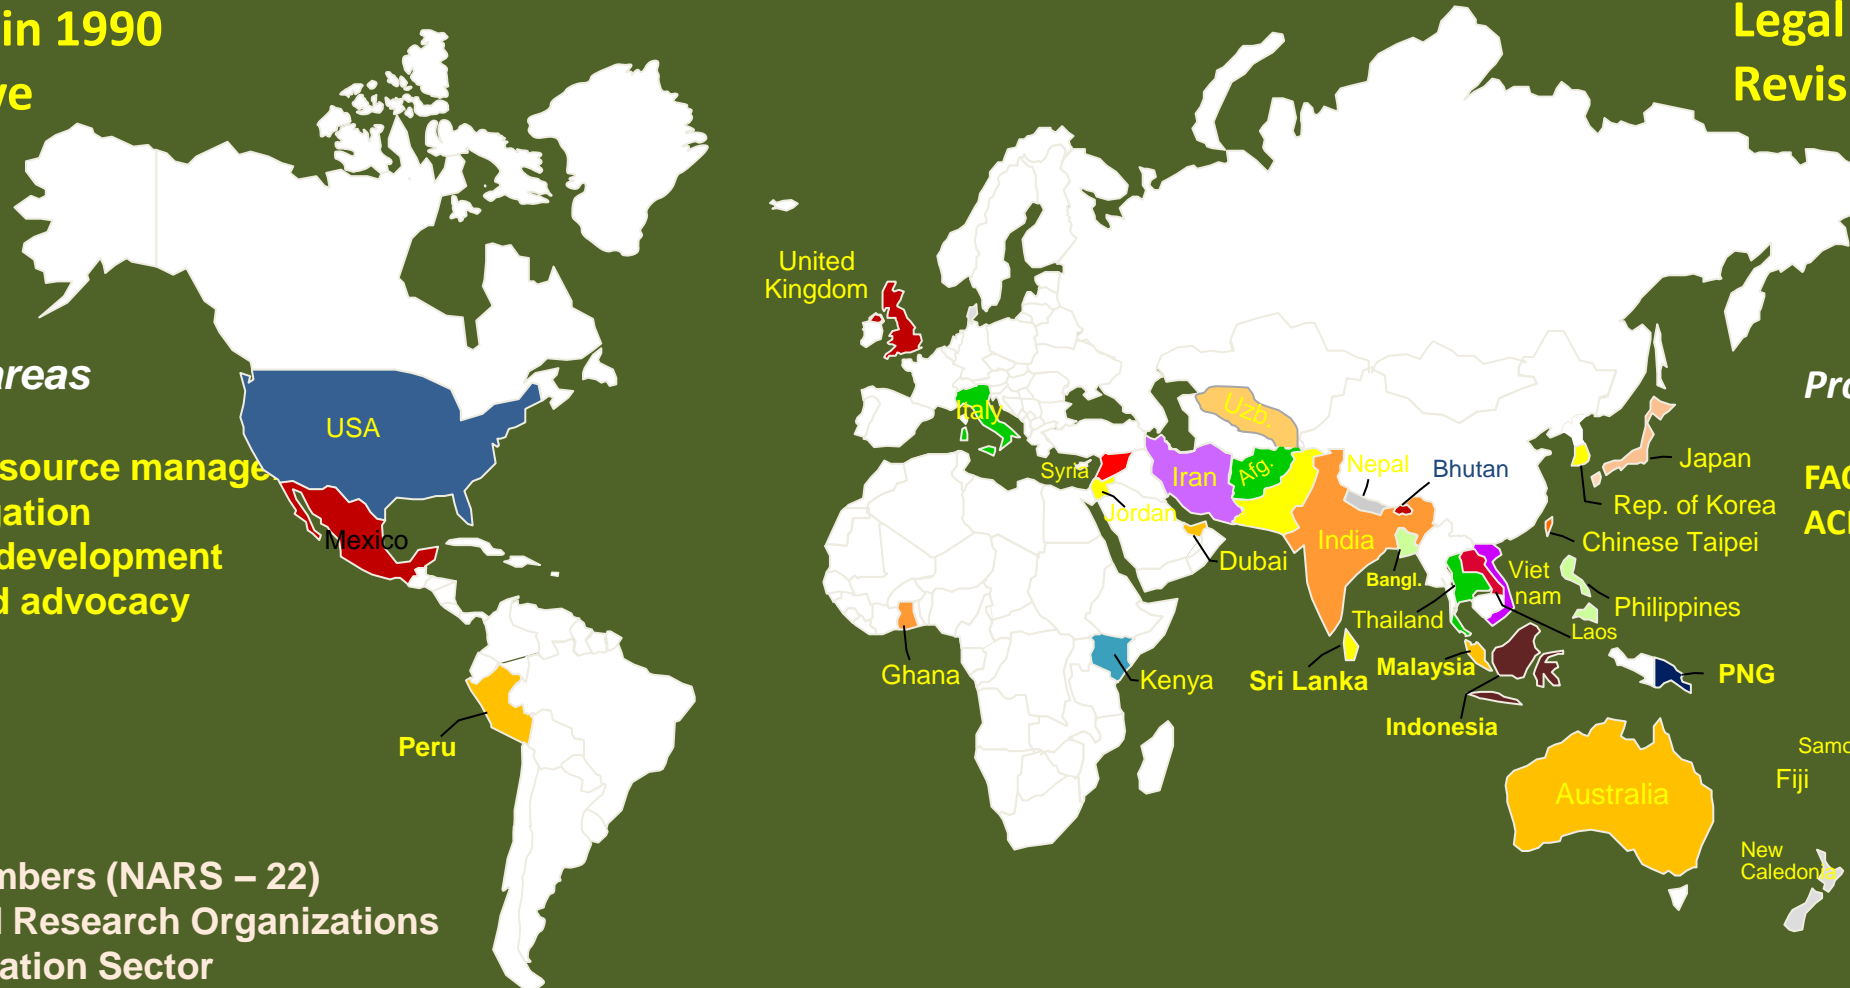 in 1990
ve
Legal
Revis
United
Kingdom
areas
source manage
gation
development
d advocacy
USA
Mexico
Peru
Italy
Uzb.
Syria
Jordan
Iran
Afg.
Nepal
Bhutan
India
Bangl.
Dubai
Ghana
Kenya
Sri Lanka
Thailand
Viet
nam
Laos
Malaysia
Indonesia
Japan
Rep. of Korea
Chinese Taipei
Philippines
PNG
Pro
FAO
ACI
Samo
Fiji
Australia
New
Caledonia
mbers (NARS – 22)
l Research Organizations
ation Sector